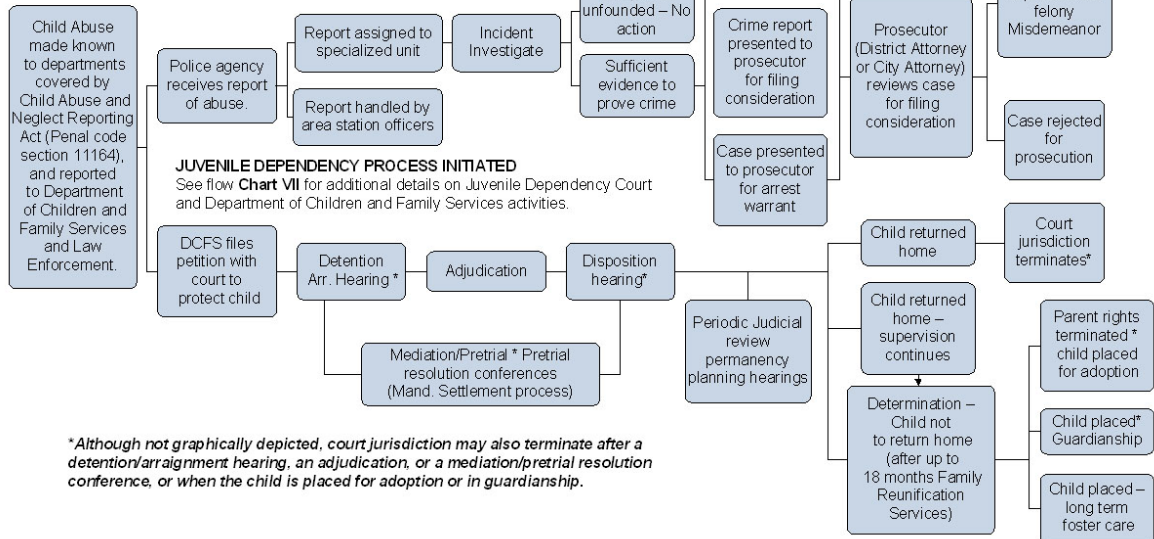 Child Abuse
made known
to departments
covered by
Child Abuse and
Neglect Reporting
Act (Penal code
section 11164),
and reported
to Department
of Children and
Family Services
and Law
Enforcement.
Police agency
receives report
of abuse.
Report assigned to
specialized unit
Report handled by
area station officers
Incident
Investigate
unfounded – No
action
Sufficient
evidence to
prove crime
Crime report
presented to
prosecutor
for filing
consideration
Case presented
to prosecutor
for arrest
warrant
Prosecutor
(District Attorney
or City Attorney)
reviews case
for filing
consideration
felony
Misdemeanor
Case rejected
for
prosecution
JUVENILE DEPENDENCY PROCESS INITIATED
See flow Chart VII for additional details on Juvenile Dependency Court
and Department of Children and Family Services activities.
DCFS files
petition with
court to
protect child
Detention
Arr. Hearing *
Adjudication
Disposition
hearing*
Mediation/Pretrial * Pretrial
resolution conferences
(Mand. Settlement process)
Periodic Judicial
review
permanency
planning hearings
Child returned
home
Court
jurisdiction
terminates*
Child returned
home –
supervision
continues
Determination –
Child not
to return home
(after up to
18 months Family
Reunification
Services)
Parent rights
terminated *
child placed
for adoption
Child placed*
Guardianship
Child placed –
long term
foster care
*Although not graphically depicted, court jurisdiction may also terminate after a
detention/arraignment hearing, an adjudication, or a mediation/pretrial resolution
conference, or when the child is placed for adoption or in guardianship.